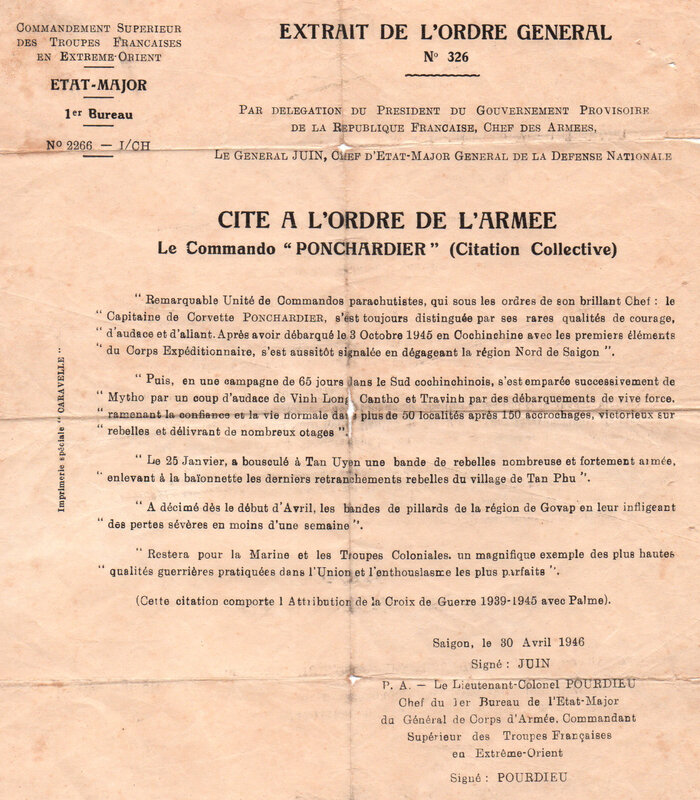 COMMANDEMENT SUPERIEUR
DES TROUPES FRANCAISES
EN EXTREME-ORIENT
ETAT-MAJOR
1er Bureau
No 2266 — 1/CH
EXTRAIT DE L'ORDRE GENERAL
No 326
PAR DELEGATION DU PRESIDENT DU GOUVERNEMENT PROVISOIRE
DE LA REPUBLIQUE FRANCAISE, CHEF DES ARMEES,
LE GENERAL JUIN, CHEF D'ETAT-MAJOR GENERAL DE LA DEFENSE NATIONALE
CITE A L'ORDRE DE L'ARMEE
Le Commando "PONCHARDIER" (Citation Collective)
" Remarquable Unité de Commandos parachutistes, qui sous les ordres de son brillant Chef : le
" Capitaine de Corvette PONCHARDIER, s'est toujours distinguée par ses rares qualités de courage,
" d'audace et d'allant. Après avoir débarqué le 3 Octobre 1945 en Cochinchine avec les premiers éléments
" du Corps Expéditionnaire, s'est aussitôt signalée en dégageant la région Nord de Saigon ".
" Puis, en une campagne de 65 jours dans le Sud cochinchinois, s'est emparée successivement de
" Mytho par un coup d'audace de Vinh Long Cantho et Travinh par des débarquements de vive force.
" ramenant la confiance et la vie normale dans plus de 50 localités après 150 accrochages, victorieux sur
" rebelles et délivrant de nombreux otages ".
" Le 25 Janvier, a bousculé à Tan Uyen une bande de rebelles nombreuse et fortement armée,
" enlevant à la baïonnette les derniers retranchements rebelles du village de Tan Phu ".
" A décimé dès le début d'Avril, les bandes de pillards de la région de Govap en leur infligeant
" des pertes sévères en moins d'une semaine ".
" Restera pour la Marine et les Troupes Coloniales. un magnifique exemple des plus hautes
" qualités guerrières pratiquées dans l'Union et l'enthouslasme les plus parfaits ".
(Cette citation comporte 1 Attribution de la Croix de Guerre 1939-1945 avec Palme).
Imprimerie spéciale " CARAVELLE "
Saigon, le 30 Avril 1946
Signé : JUIN
P. A. — Le Lieutenant-Colonel POURDIEU
Chef du 1er Bureau de l'Etat-Major
du Général de Corps d'Armée, Commandant
Supérieur des Troupes Françaises
en Extrême-Orient
Signé : POURDIEU